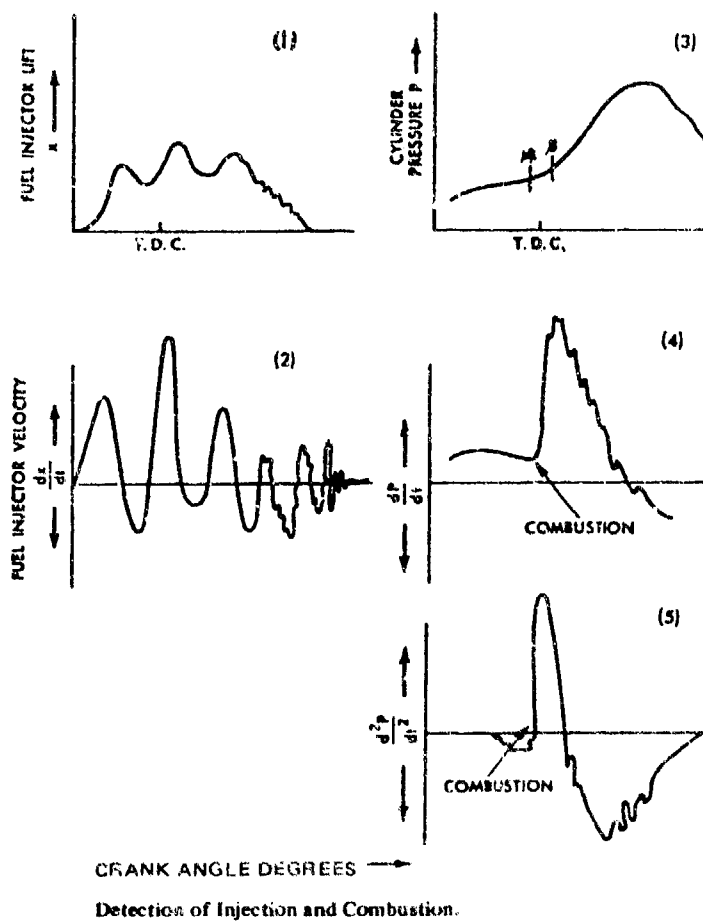 (1)
FUEL INJECTOR LIFT
x
T.D.C.
(3)
CYLINDER
PRESSURE P
T.D.C.
(2)
FUEL INJECTOR VELOCITY
dx
dt
(4)
dP
dt
COMBUSTION
(5)
d²P
dt²
COMBUSTION
CRANK ANGLE DEGREES
Detection of Injection and Combustion.